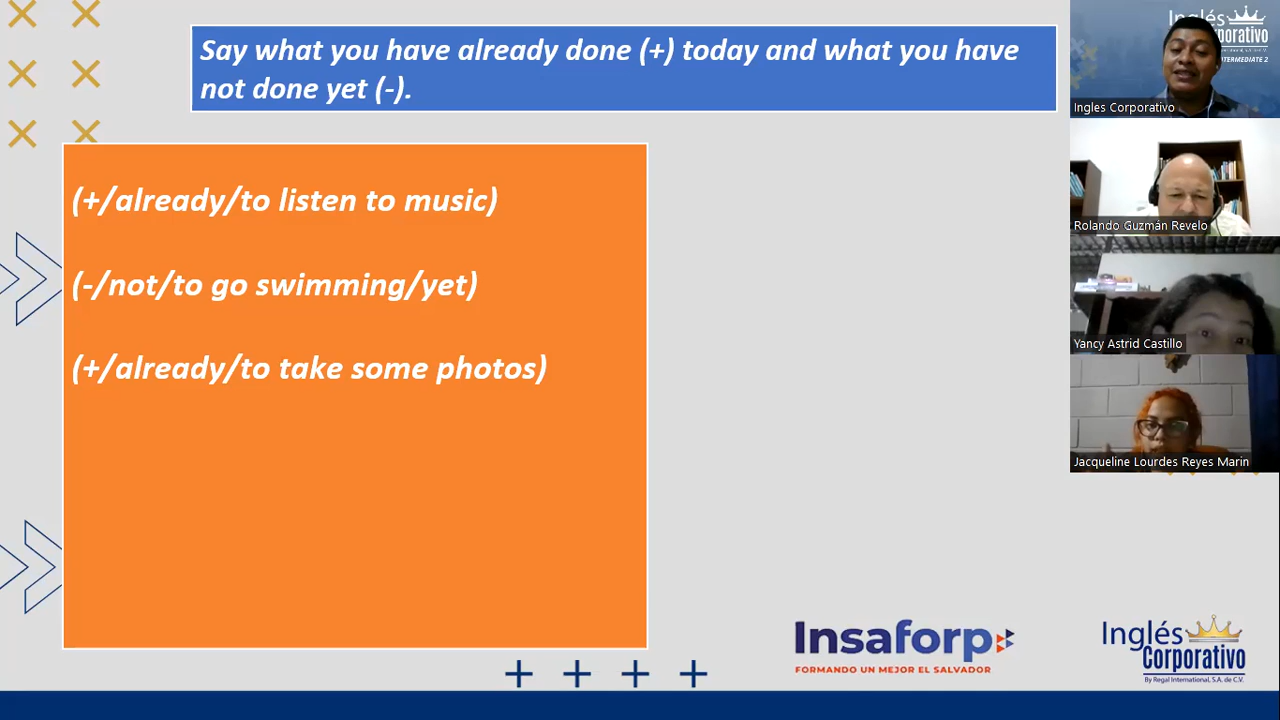 Say what you have already done (+) today and what you have
not done yet (-).
(+/already/to listen to music)
(-/not/to go swimming/yet)
(+/already/to take some photos)
Inglés
Corporativo
INTERMEDIATE 2
Ingles Corporativo
Rolando Guzmán Revelo
Yancy Astrid Castillo
Jacqueline Lourdes Reyes Marin
Insaforp
FORMANDO UN MEJOR EL SALVADOR
Inglés
Corporativo
By Regal International, S.A. de C.V.